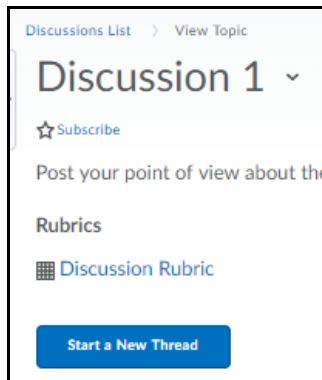 Discussions List > View Topic
Discussion 1
Subscribe
Post your point of view about the
Rubrics
Discussion Rubric
Start a New Thread